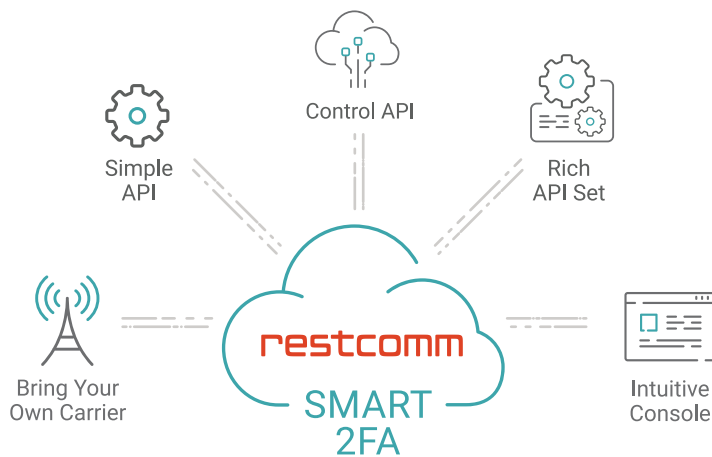 Control API
Simple
API
Rich
API Set
restcomm
SMART
2FA
Bring Your
Own Carrier
Intuitive
Console